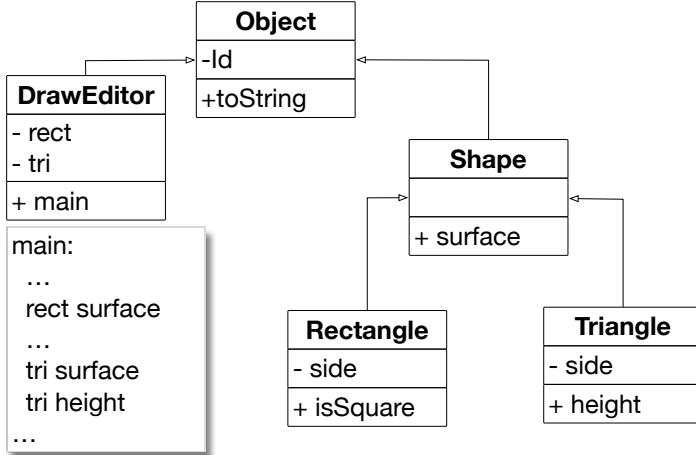 Object
-Id
+toString
DrawEditor
- rect
- tri
+ main
main:
…
rect surface
…
tri surface
tri height
…
Shape
+ surface
Rectangle
- side
+ isSquare
Triangle
- side
+ height